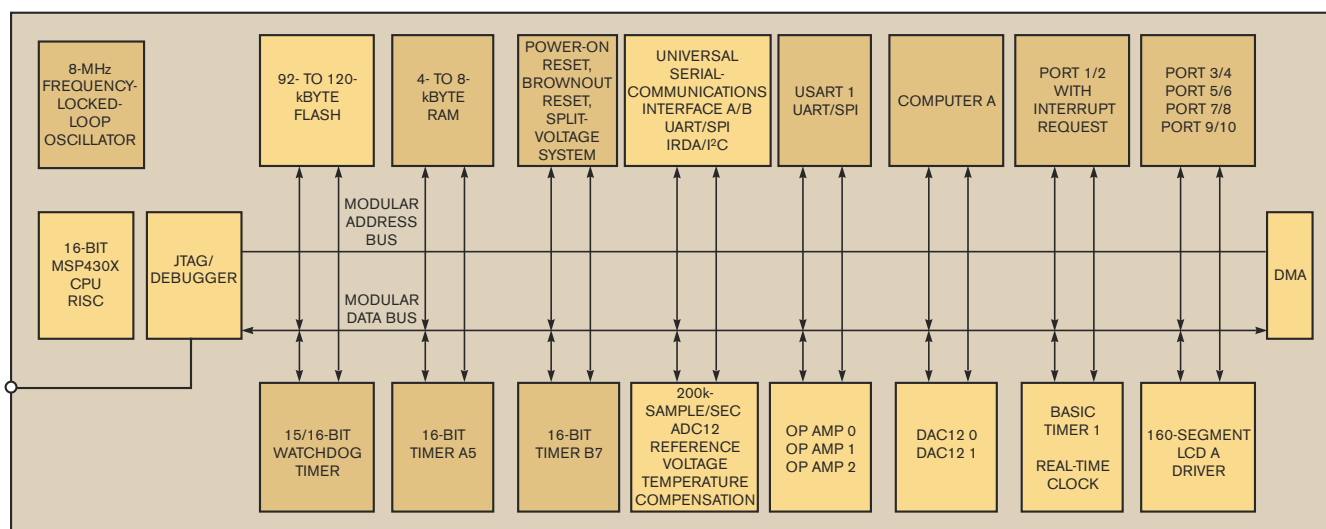 8-MHz
FREQUENCY-
LOCKED-
LOOP
OSCILLATOR
92- TO 120-
kBYTE
FLASH
4- TO 8-
kBYTE
RAM
POWER-ON
RESET,
BROWNOUT
RESET,
SPLIT-
VOLTAGE
SYSTEM
UNIVERSAL
SERIAL-
COMMUNICATIONS
INTERFACE A/B
UART/SPI
IRDA/I²C
USART 1
UART/SPI
COMPUTER A
PORT 1/2
WITH
INTERRUPT
REQUEST
PORT 3/4
PORT 5/6
PORT 7/8
PORT 9/10
16-BIT
MSP430X
CPU
RISC
JTAG/
DEBUGGER
MODULAR
ADDRESS
BUS
MODULAR
DATA BUS
DMA
15/16-BIT
WATCHDOG
TIMER
16-BIT
TIMER A5
16-BIT
TIMER B7
200k-
SAMPLE/SEC
ADC12
REFERENCE
VOLTAGE
TEMPERATURE
COMPENSATION
OP AMP 0
OP AMP 1
OP AMP 2
DAC12 0
DAC12 1
BASIC
TIMER 1
REAL-TIME
CLOCK
160-SEGMENT
LCD A
DRIVER